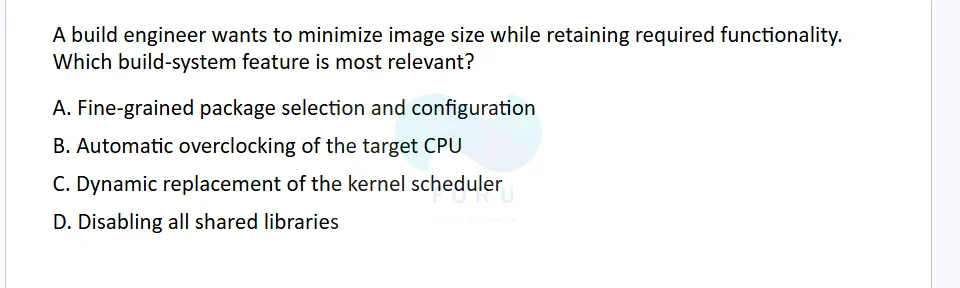 A build engineer wants to minimize image size while retaining required functionality.
Which build-system feature is most relevant?
A. Fine-grained package selection and configuration
B. Automatic overclocking of the target CPU
C. Dynamic replacement of the kernel scheduler
D. Disabling all shared libraries
FORU